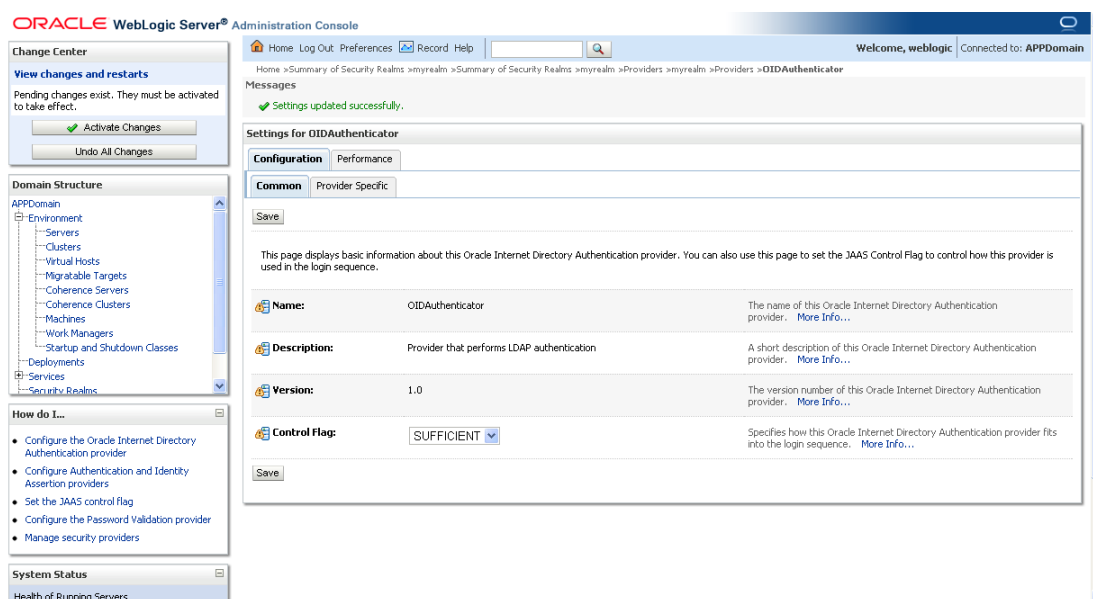 ORACLE WebLogic Server® Administration Console
Change Center
View changes and restarts
Pending changes exist. They must be activated
to take effect.
Activate Changes
Undo All Changes
Domain Structure
APPDomain
Environment
Servers
Clusters
Virtual Hosts
Migratable Targets
Coherence Servers
Coherence Clusters
Machines
Work Managers
Startup and Shutdown Classes
Deployments
Services
Security Realms
How do I...
Configure the Oracle Internet Directory
Authentication provider
Configure Authentication and Identity
Assertion providers
Set the JAAS control flag
Configure the Password Validation provider
Manage security providers
System Status
Health of Running Servers
Home Log Out Preferences Record Help
Welcome, weblogic Connected to: APPDomain
Home >Summary of Security Realms >myrealm >Summary of Security Realms >myrealm >Providers >myrealm >Providers >OIDAuthenticator
Messages
Settings updated successfully.
Settings for OIDAuthenticator
Configuration Performance
Common Provider Specific
Save
This page displays basic information about this Oracle Internet Directory Authentication provider. You can also use this page to set the JAAS Control Flag to control how this provider is
used in the login sequence.
Name: OIDAuthenticator The name of this Oracle Internet Directory Authentication
provider. More Info...
Description: Provider that performs LDAP authentication A short description of this Oracle Internet Directory Authentication
provider. More Info...
Version: 1.0 The version number of this Oracle Internet Directory Authentication
provider. More Info...
Control Flag: SUFFICIENT Specifies how this Oracle Internet Directory Authentication provider fits
into the login sequence. More Info...
Save